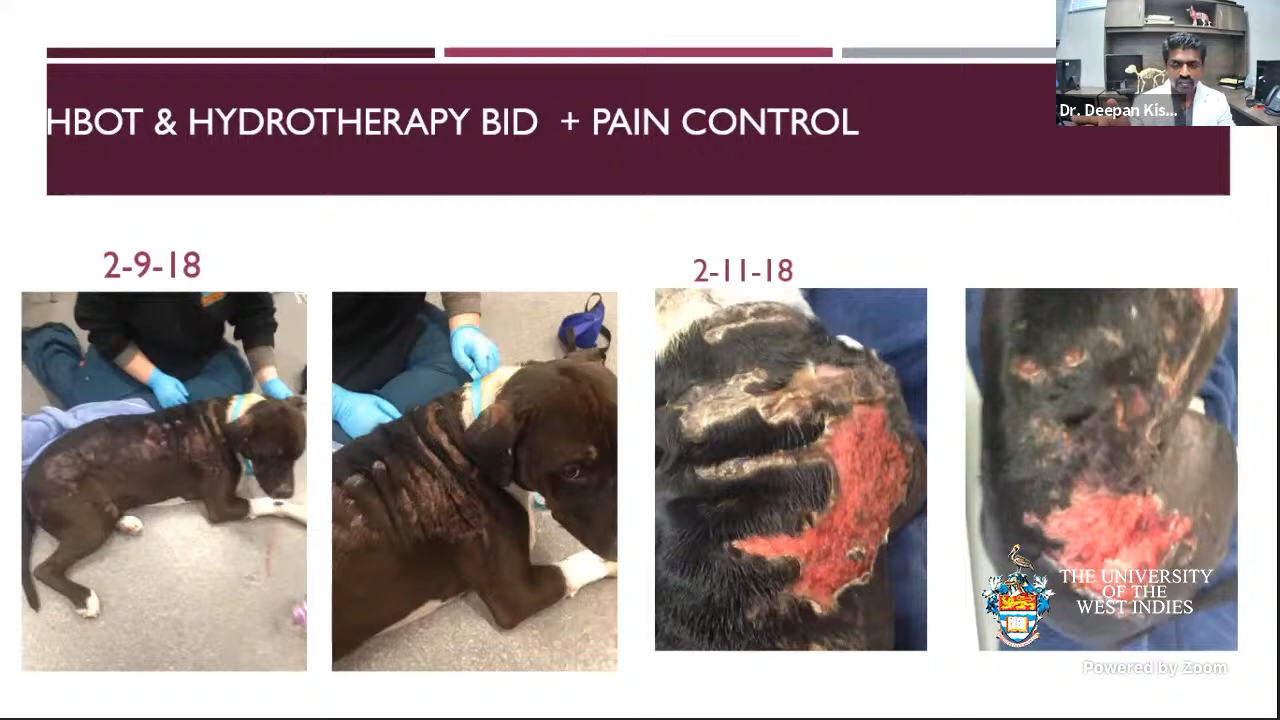 HBOT & HYDROTHERAPY BID + PAIN CONTROL
Dr. Deepan Kis...
2-9-18
2-11-18
THE UNIVERSITY
OF THE
WEST INDIES
Powered by Zoom